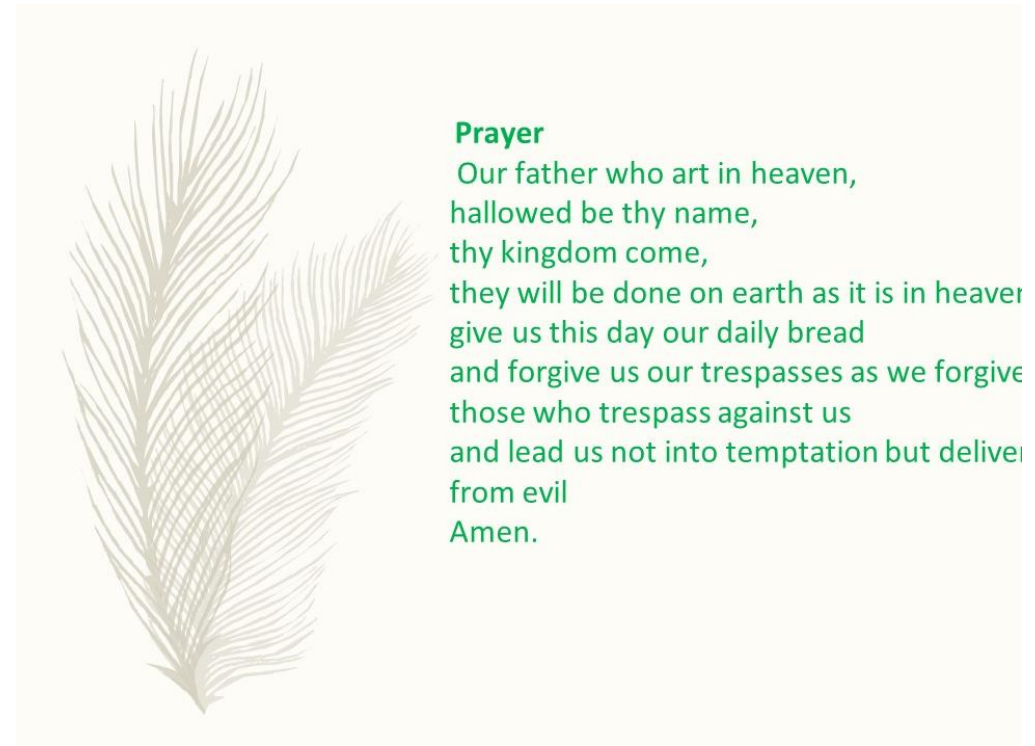 Prayer
Our father who art in heaven,
hallowed be thy name,
thy kingdom come,
they will be done on earth as it is in heaven
give us this day our daily bread
and forgive us our trespasses as we forgive
those who trespass against us
and lead us not into temptation but deliver
from evil
Amen.